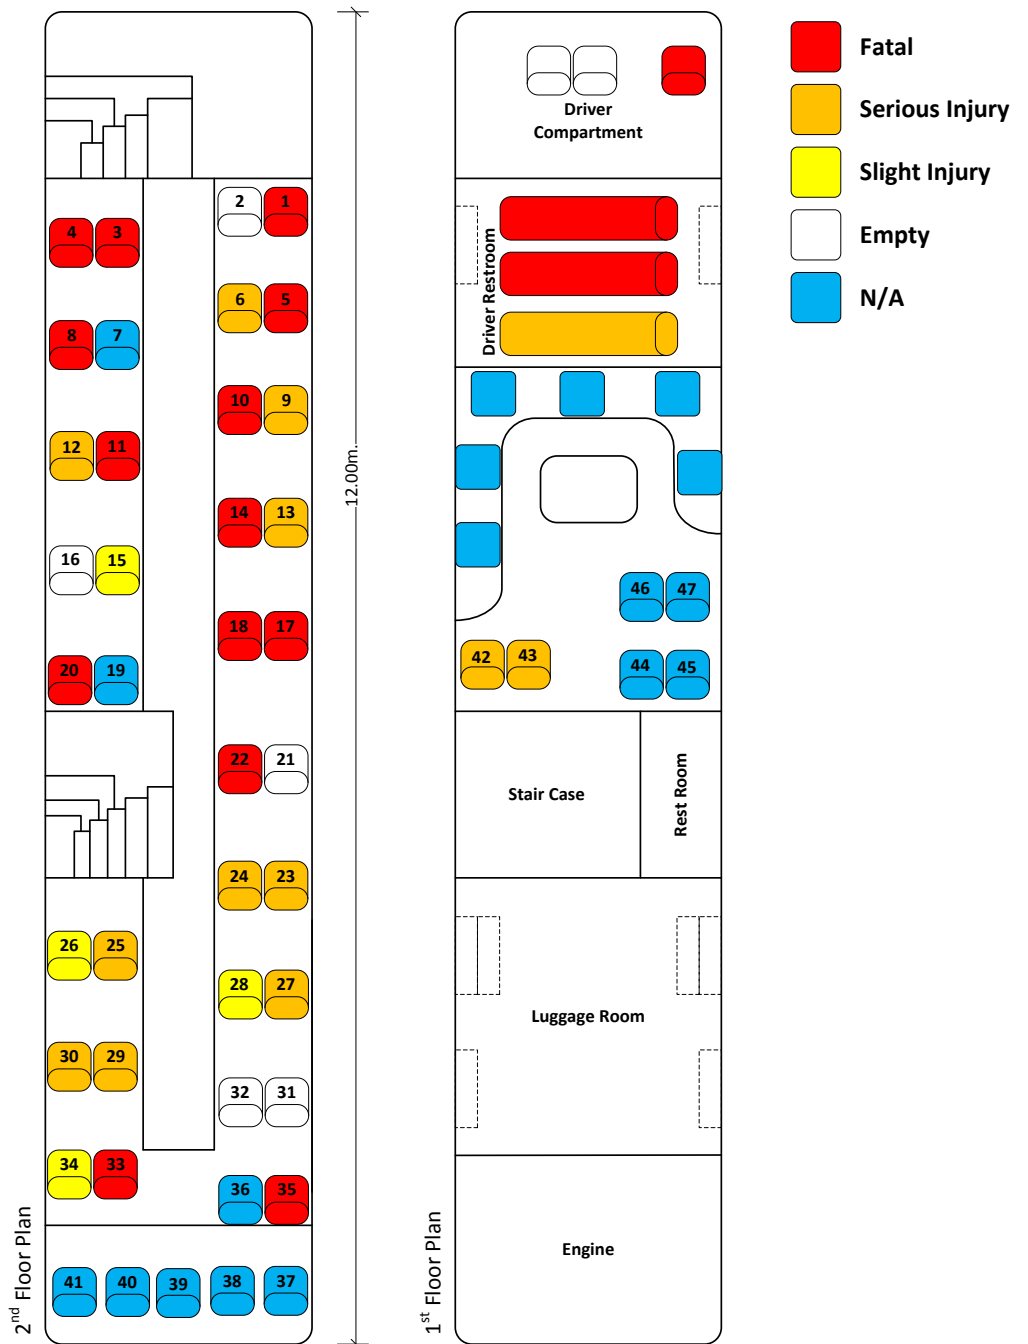 2 1
4 3
6 5
8 7
10 9
12 11
14 13
16 15
18 17
20 19
22 21
24 23
26 25
28 27
30 29
32 31
34 33
36 35
41 40 39 38 37
2nd Floor Plan
12.00m.
Driver
Compartment
Driver Restroom
46 47
42 43
44 45
Stair Case
Rest Room
Luggage Room
Engine
1st Floor Plan
Fatal
Serious Injury
Slight Injury
Empty
N/A